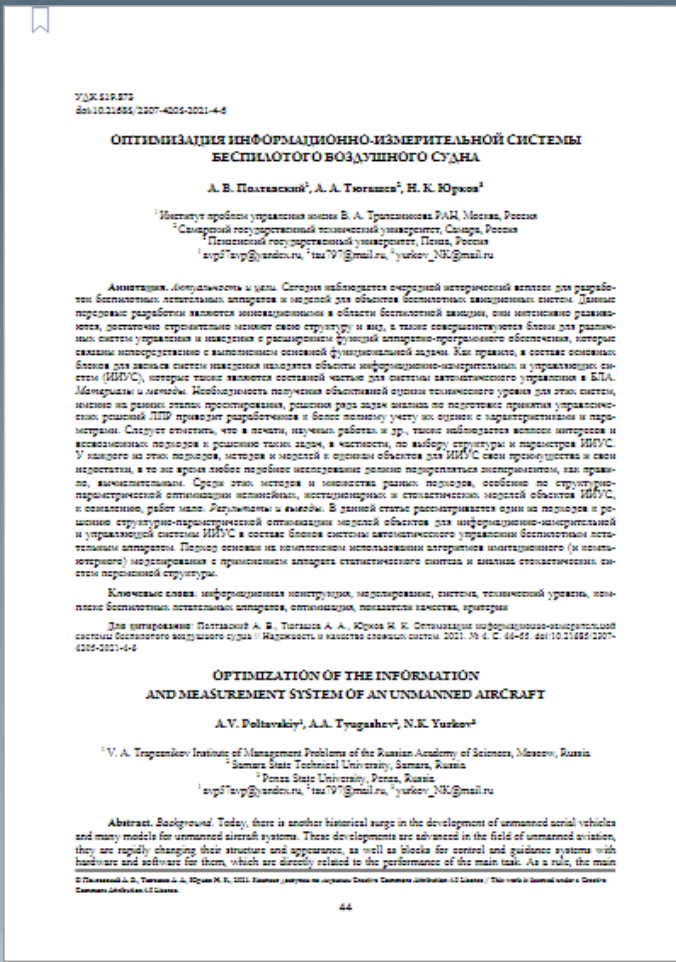 УДК 519.873
doi:10.21685/2307-4205-2021-4-6
ОПТИМИЗАЦИЯ ИНФОРМАЦИОННО-ИЗМЕРИТЕЛЬНОЙ СИСТЕМЫ
БЕСПИЛОТОГО ВОЗДУШНОГО СУДНА
А. В. Полтавский¹, А. А. Тюгашев², Н. К. Юрков³
¹ Институт проблем управления имени В. А. Трапезникова РАН, Москва, Россия
² Самарский государственный технический университет, Самара, Россия
³ Пензенский государственный университет, Пенза, Россия
¹ avp57avp@yandex.ru, ² tau797@mail.ru, ³ yurkov_NK@mail.ru
Аннотация. Актуальность и цели. Сегодня наблюдается очередной исторический всплеск для разрабо-
ток беспилотных летательных аппаратов и моделей для объектов беспилотных авиационных систем. Данные
передовые разработки являются инновационными в области беспилотной авиации, они интенсивно развива-
ются, достаточно стремительно меняют свою структуру и вид, а также совершенствуются блоки для различ-
ных систем управления и наведения с расширением функций аппаратно-программного обеспечения, которые
связаны непосредственно с выполнением основной функциональной задачи. Как правило, в составе основных
блоков для звеньев систем наведения находятся объекты информационно-измерительных и управляющих си-
стем (ИИУС), которые также являются составной частью для системы автоматического управления в БЛА.
Материалы и методы. Необходимость получения объективной оценки технического уровня для этих систем,
именно на ранних этапах проектирования, решения ряда задач анализа по подготовке принятия управленче-
ских решений ЛПР приводит разработчиков к более полному учету их оценок с характеристиками и пара-
метрами. Следует отметить, что в печати, научных работах и др., также наблюдается всплеск интересов и
всевозможных подходов к решению таких задач, в частности, по выбору структуры и параметров ИИУС.
У каждого из этих подходов, методов и моделей к оценкам объектов для ИИУС свои преимущества и свои
недостатки, в то же время любое подобное исследование должно подкрепляться экспериментом, как прави-
ло, вычислительным. Среди этих методов и множества разных подходов, особенно по структурно-
параметрической оптимизации нелинейных, нестационарных и стохастических моделей объектов ИИУС,
к сожалению, работ мало. Результаты и выводы. В данной статье рассматривается один из подходов к ре-
шению структурно-параметрической оптимизации моделей объектов для информационно-измерительной
и управляющей системы ИИУС в составе блоков системы автоматического управления беспилотным лета-
тельным аппаратом. Подход основан на комплексном использовании алгоритмов имитационного (и компь-
ютерного) моделирования с применением аппарата статистического синтеза и анализа стохастических си-
стем переменной структуры.
Ключевые слова: информационная конструкция, моделирование, система, технический уровень, ком-
плекс беспилотных летательных аппаратов, оптимизация, показатели качества, критерии
Для цитирования: Полтавский А. В., Тюгашев А. А., Юрков Н. К. Оптимизация информационно-измерительной
системы беспилотого воздушного судна // Надежность и качество сложных систем. 2021. № 4. С. 44–55. doi:10.21685/2307-
4205-2021-4-6
OPTIMIZATION OF THE INFORMATION
AND MEASUREMENT SYSTEM OF AN UNMANNED AIRCRAFT
A.V. Poltavskiy¹, A.A. Tyugashev², N.K. Yurkov³
¹ V. A. Trapeznikov Institute of Management Problems of the Russian Academy of Sciences, Moscow, Russia
² Samara State Technical University, Samara, Russia
³ Penza State University, Penza, Russia
¹ avp57avp@yandex.ru, ² tau797@mail.ru, ³ yurkov_NK@mail.ru
Abstract. Background. Today, there is another historical surge in the development of unmanned aerial vehicles
and many models for unmanned aircraft systems. These developments are advanced in the field of unmanned aviation,
they are rapidly changing their structure and appearance, as well as blocks for control and guidance systems with
hardware and software for them, which are directly related to the performance of the main task. As a rule, the main
© Полтавский А. В., Тюгашев А. А., Юрков Н. К., 2021. Контент доступен по лицензии Creative Commons Attribution 4.0 License / This work is licensed under a Creative
Commons Attribution 4.0 License.
44